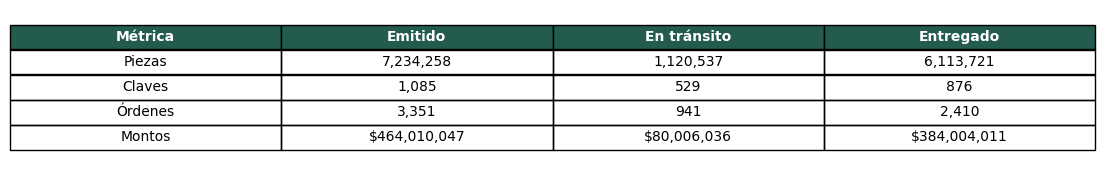 Métrica Emitido En tránsito Entregado
Piezas 7,234,258 1,120,537 6,113,721
Claves 1,085 529 876
Órdenes 3,351 941 2,410
Montos $464,010,047 $80,006,036 $384,004,011